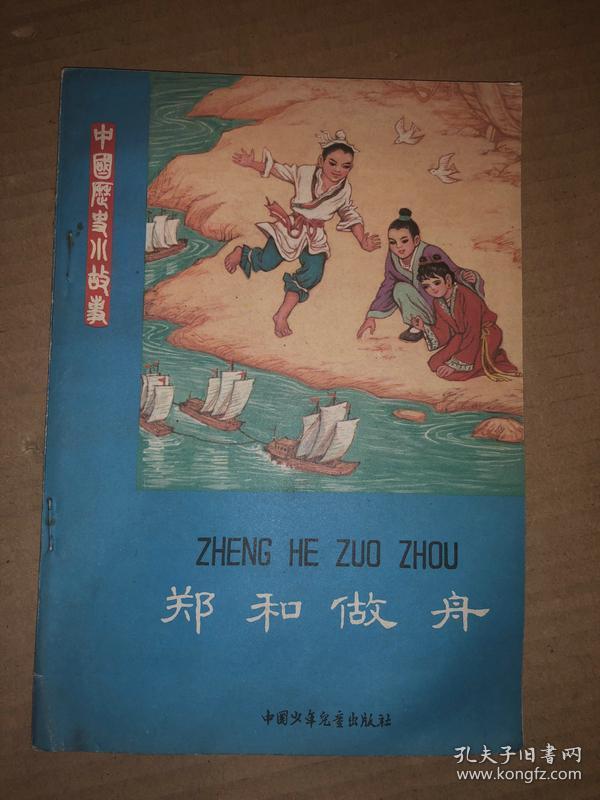 中國歷史小故事
ZHENG HE ZUO ZHOU
郑和做舟
中国少年儿童出版社
孔夫子旧书网
www.kongfz.com